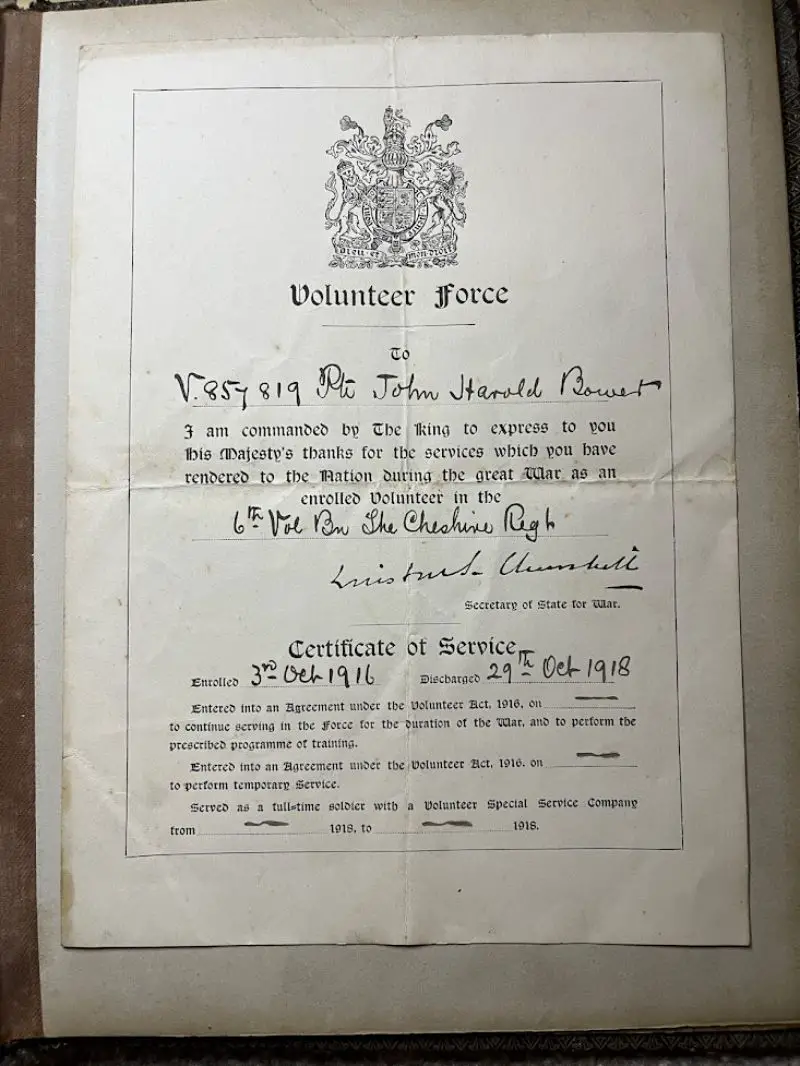 DIEU·ET MON·DROIT
Volunteer Force
To
V.857819 Pte John Harold Bower
I am commanded by The King to express to you
His Majesty's thanks for the services which you have
rendered to the Nation during the great War as an
enrolled Volunteer in the
6th Vol Bn The Cheshire Regt
Winston S. Churchill
Secretary of State for War.
Certificate of Service.
Enrolled 3rd Oct 1916 Discharged 29th Oct 1918
Entered into an Agreement under the Volunteer Act, 1916, on —
to continue serving in the Force for the duration of the War, and to perform the
prescribed programme of training.
Entered into an Agreement under the Volunteer Act, 1916, on —
to perform temporary Service.
Served as a full=time soldier with a Volunteer Special Service Company
from — 1918, to — 1918.